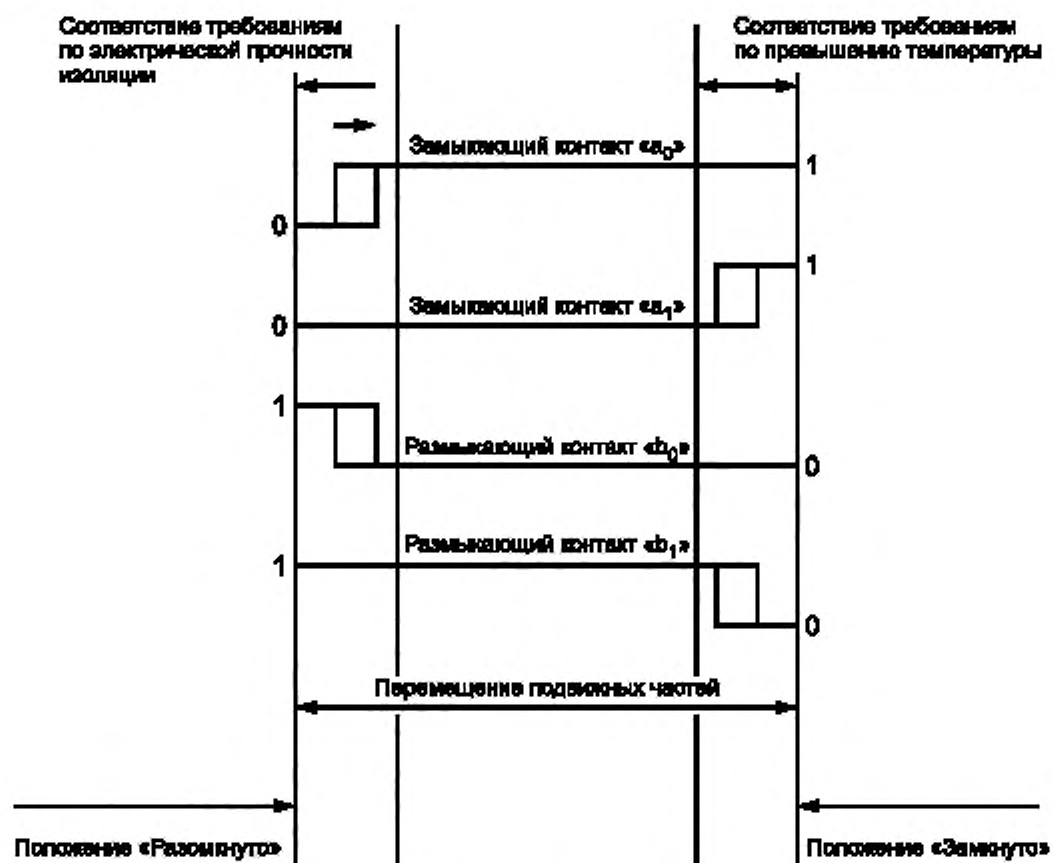 Соответствие требованиям
по электрической прочности
изоляции
Соответствие требованиям
по превышению температуры
Замыкающий контакт «a₀»
1
0
1
Замыкающий контакт «a₁»
0
1
Размыкающий контакт «b₀»
0
Размыкающий контакт «b₁»
1
0
Перемещение подвижных частей
Положение «Разомкнуто»
Положение «Замкнуто»